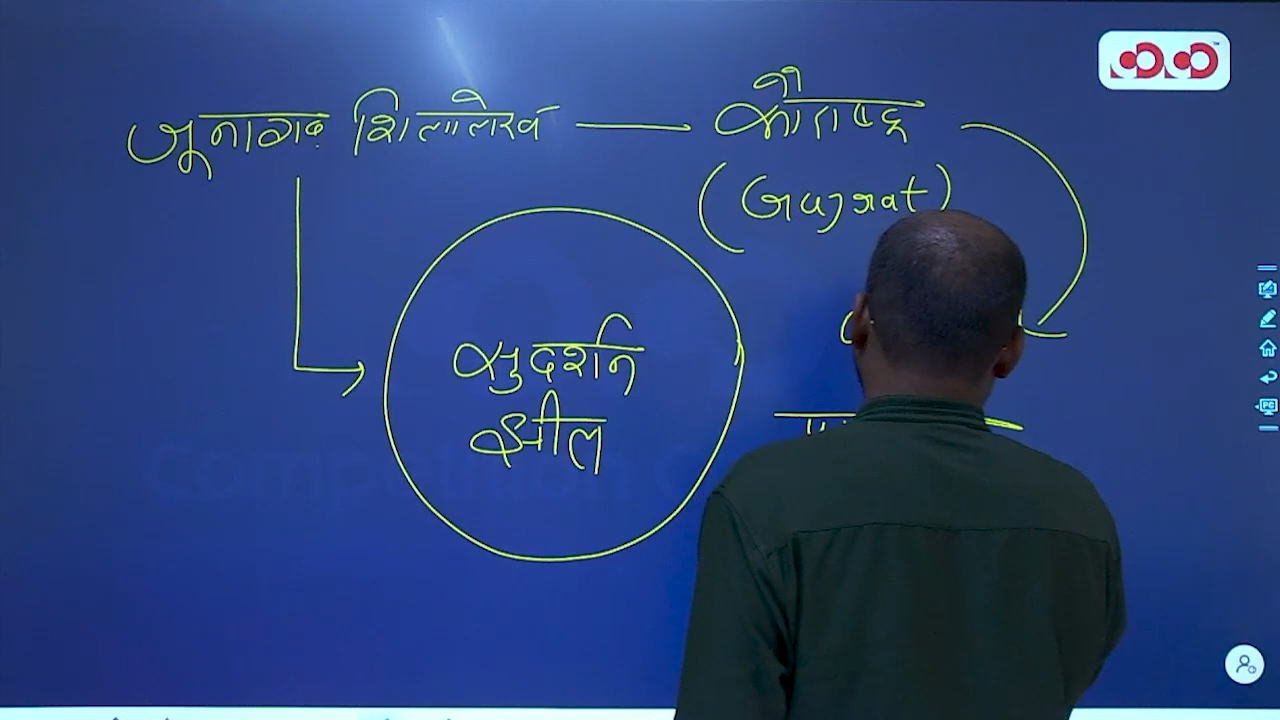 जूनागढ़ शिलालेख — सौराष्ट्र
(Gujrat)
सुदर्शन
झील